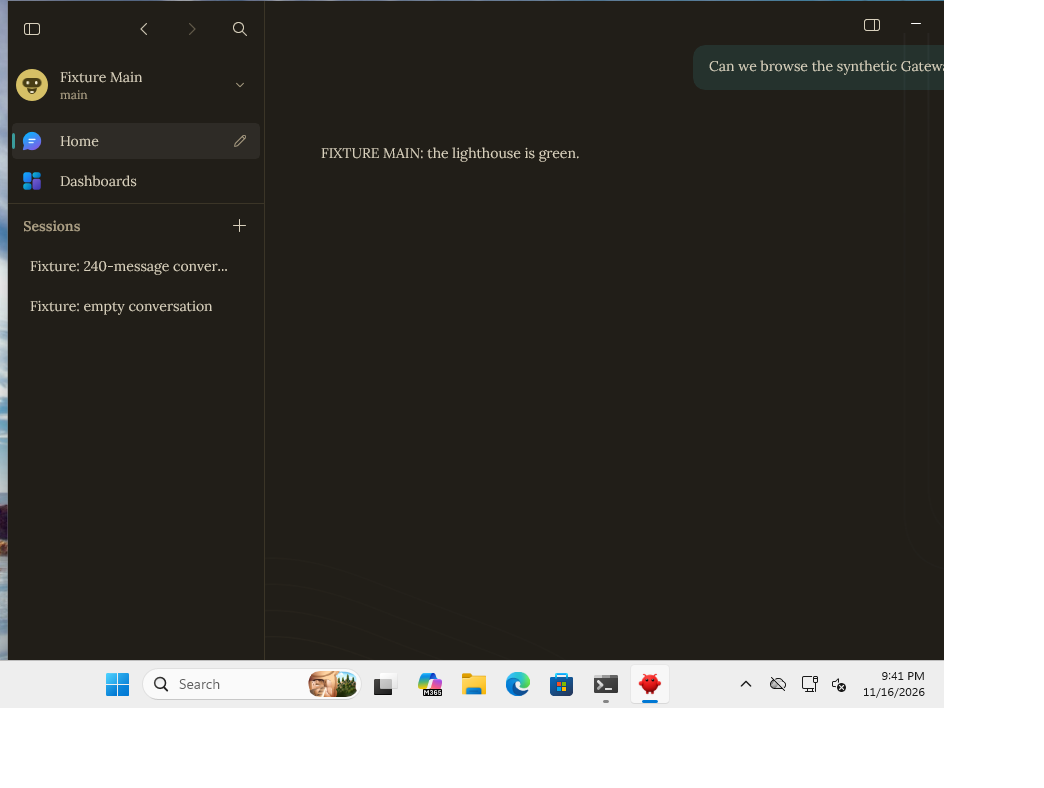 Fixture Main
main
Home
Dashboards
Sessions
Fixture: 240-message conver...
Fixture: empty conversation
Can we browse the synthetic
FIXTURE MAIN: the lighthouse is green.
Search
M365
9:41 PM
11/16/2026